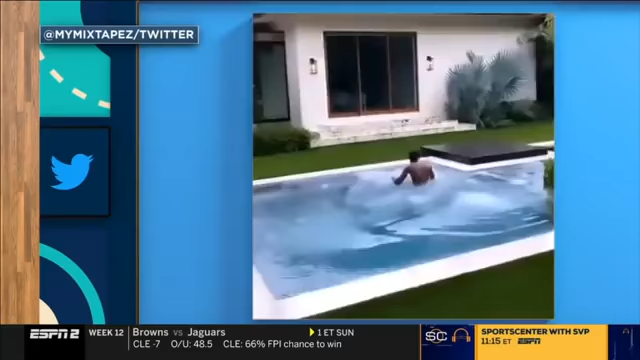 @MYMIXTAPEZ/TWITTER
ESPN2
WEEK 12
Browns vs Jaguars
1 ET SUN
CLE -7 O/U: 48.5 CLE: 66% FPI chance to win
SC
SPORTSCENTER WITH SVP
11:15 ET ESPN